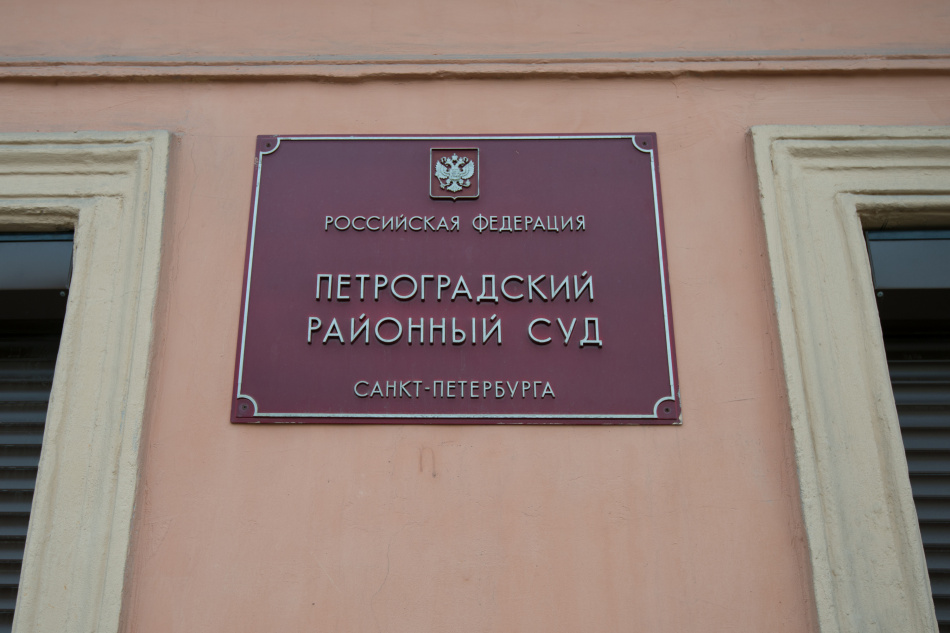 РОССИЙСКАЯ ФЕДЕРАЦИЯ
ПЕТРОГРАДСКИЙ
РАЙОННЫЙ СУД
САНКТ-ПЕТЕРБУРГА